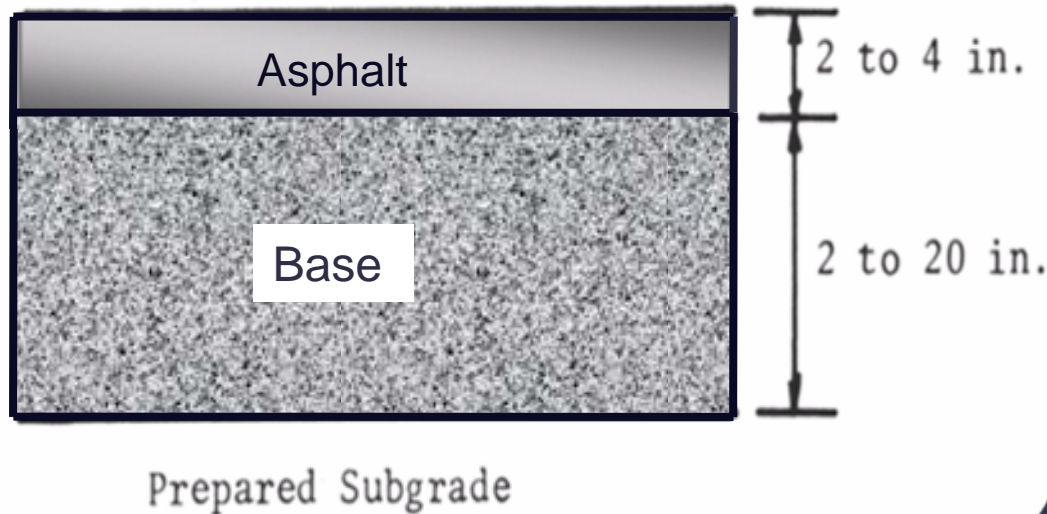 Asphalt
2 to 4 in.
Base
2 to 20 in.
Prepared Subgrade